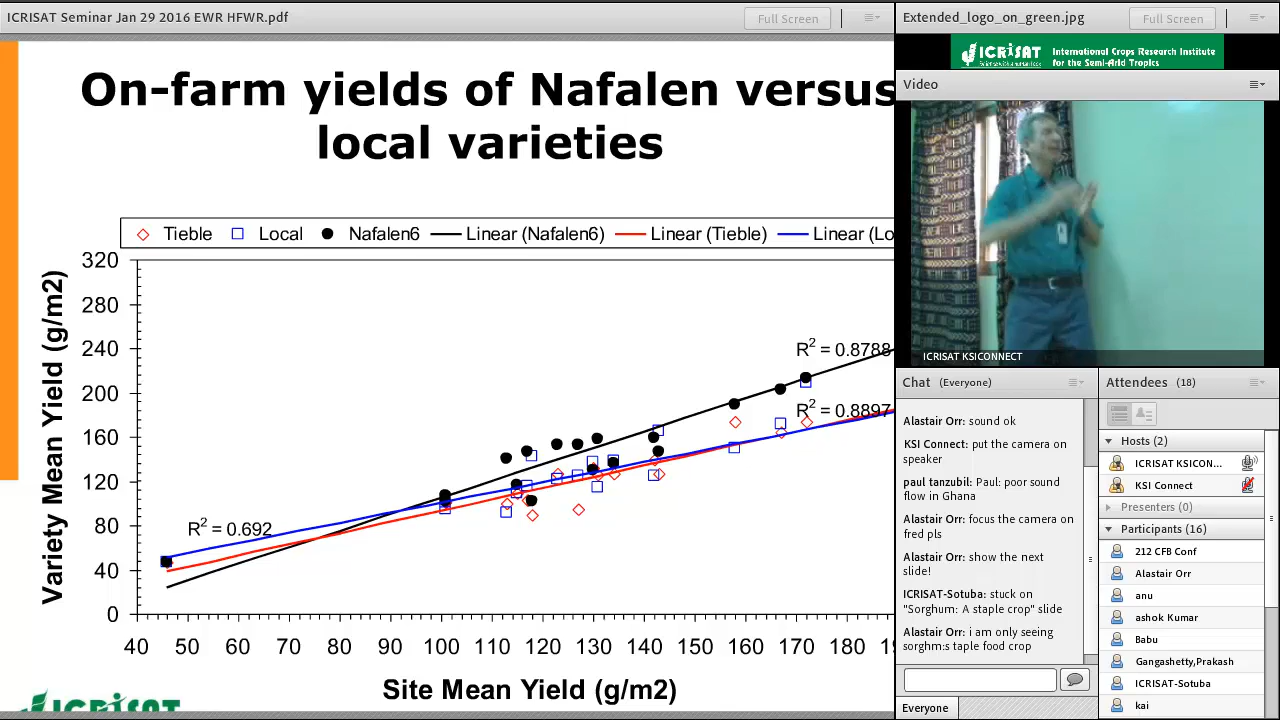 ICRISAT Seminar Jan 29 2016 EWR HFWR.pdf
Full Screen
On-farm yields of Nafalen versus
local varieties
Tieble
Local
Nafalen6
Linear (Nafalen6)
Linear (Tieble)
Linear (Lo
Variety Mean Yield (g/m2)
320
280
240
200
160
120
80
40
0
R2 = 0.8788
R2 = 0.8897
R2 = 0.692
40 50 60 70 80 90 100 110 120 130 140 150 160 170 180 19
Site Mean Yield (g/m2)
ICRISAT
Extended_logo_on_green.jpg
Full Screen
ICRISAT
International Crops Research Institute
for the Semi-Arid Tropics
Video
ICRISAT KSICONNECT
Chat (Everyone)
Alastair Orr: sound ok
KSI Connect: put the camera on
speaker
paul tanzubil: Paul: poor sound
flow in Ghana
Alastair Orr: focus the camera on
fred pls
Alastair Orr: show the next
slide!
ICRISAT-Sotuba: stuck on
"Sorghum: A staple crop" slide
Alastair Orr: i am only seeing
sorghm:s taple food crop
Everyone
Attendees (18)
Hosts (2)
ICRISAT KSICON...
KSI Connect
Presenters (0)
Participants (16)
212 CFB Conf
Alastair Orr
anu
ashok Kumar
Babu
Gangashetty,Prakash
ICRISAT-Sotuba
kai